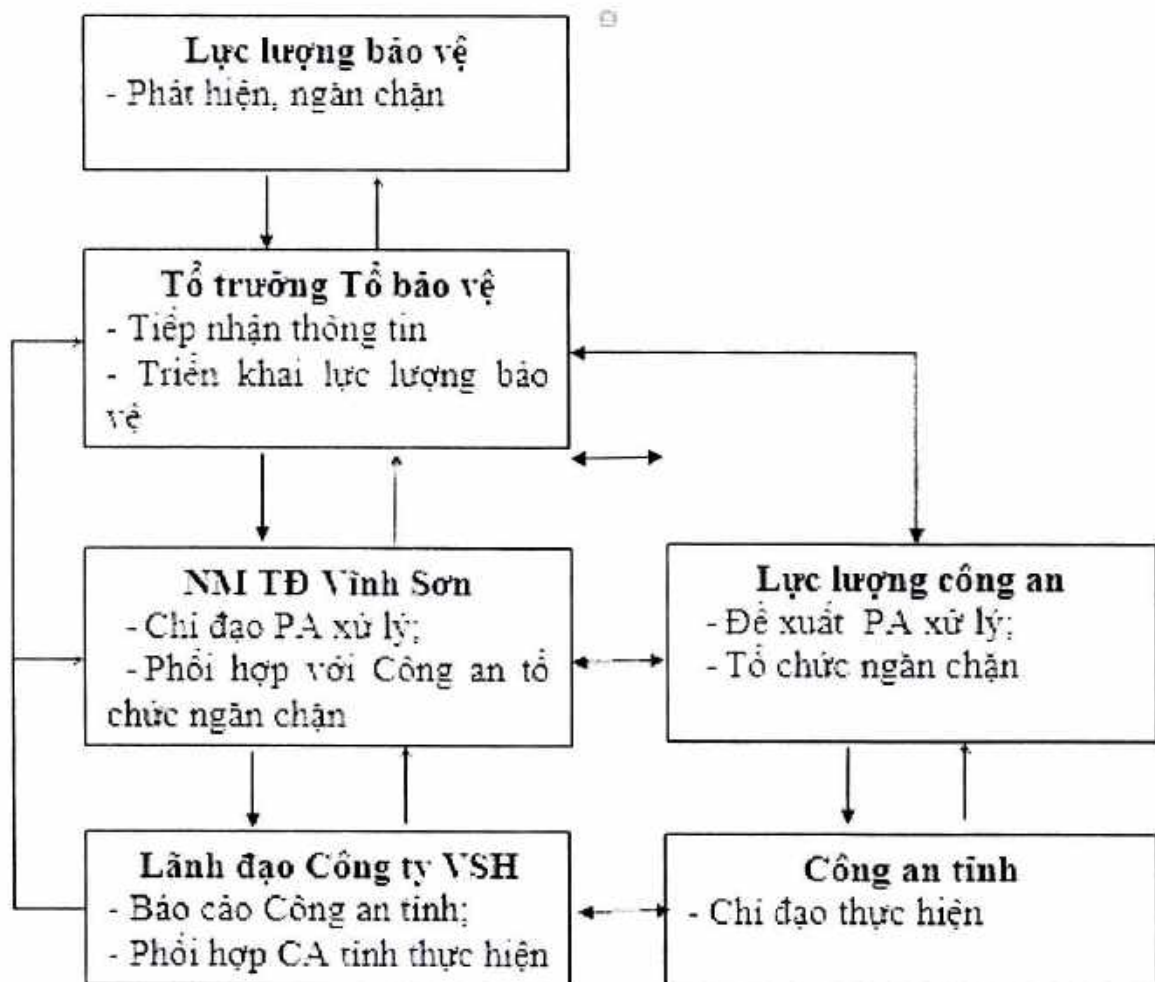 Lực lượng bảo vệ
- Phát hiện, ngăn chặn
Tổ trưởng Tổ bảo vệ
- Tiếp nhận thông tin
- Triển khai lực lượng bảo
vệ
NM TĐ Vĩnh Sơn
- Chỉ đạo PA xử lý;
- Phối hợp với Công an tổ
chức ngăn chặn
Lực lượng công an
- Đề xuất PA xử lý;
- Tổ chức ngăn chặn
Lãnh đạo Công ty VSH
- Báo cáo Công an tỉnh;
- Phối hợp CA tỉnh thực hiện
Công an tỉnh
- Chỉ đạo thực hiện